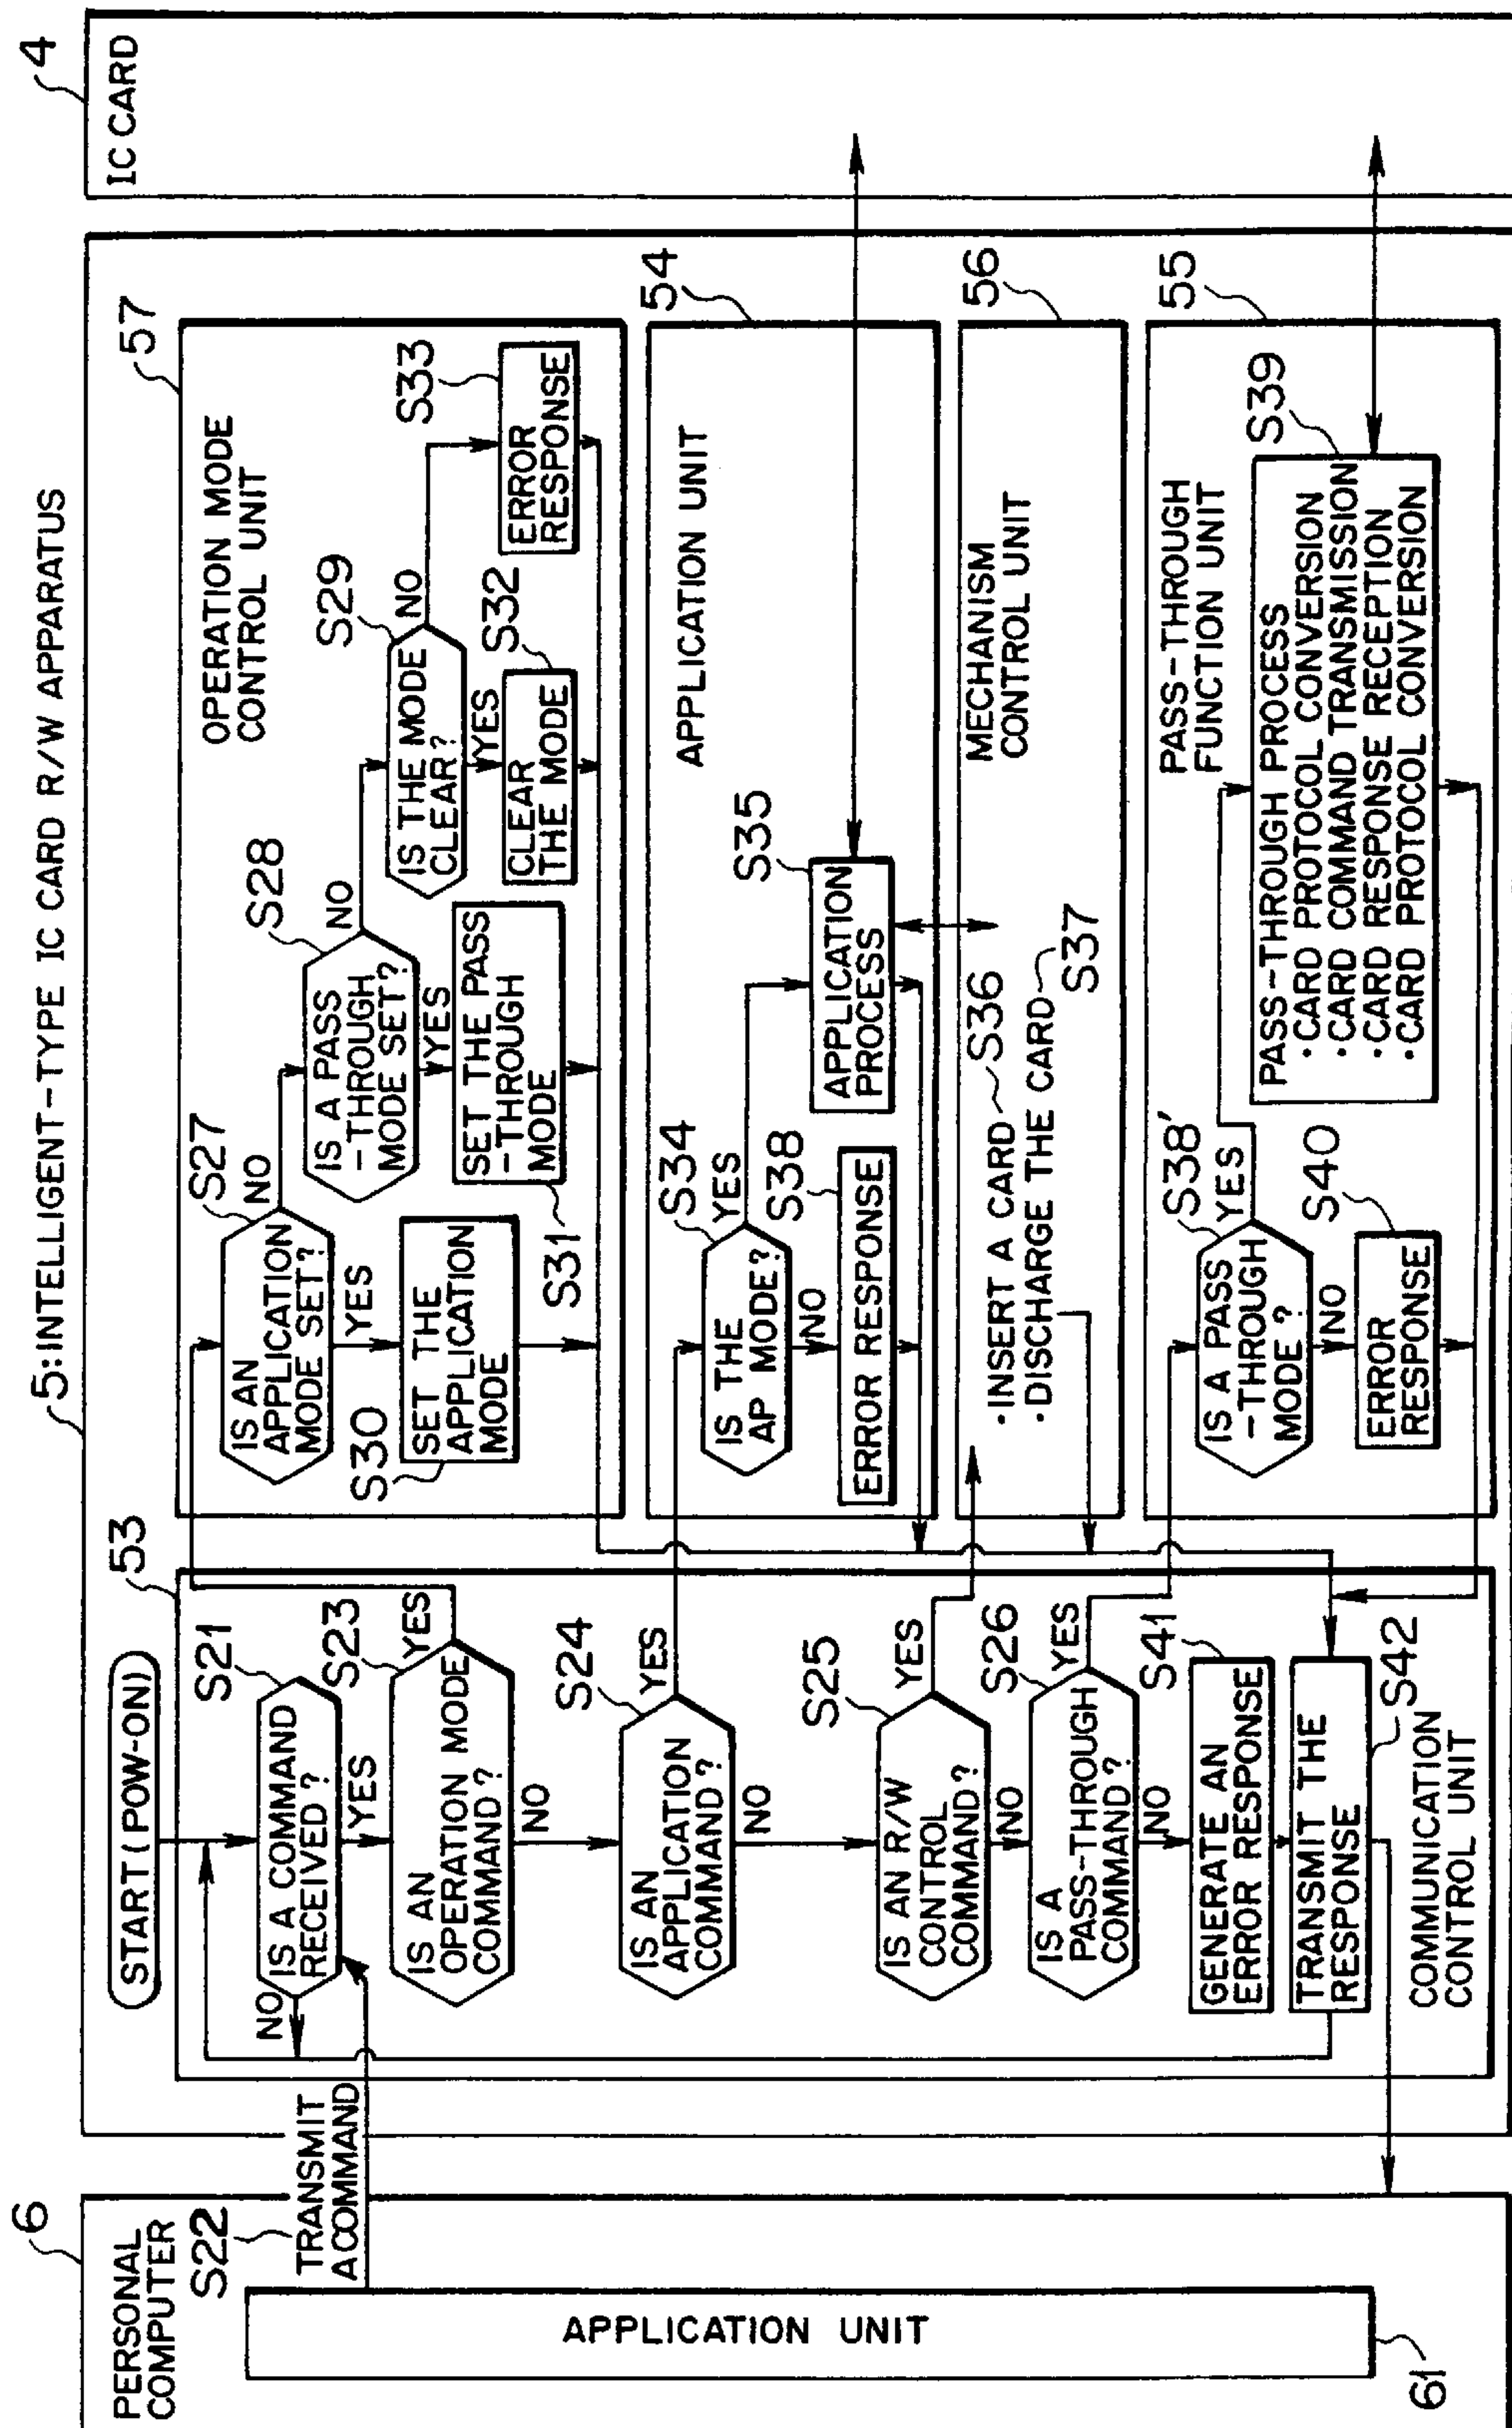 5:INTELLIGENT-TYPE IC CARD R/W APPARATUS
6
PERSONAL
COMPUTER
S22
TRANSMIT
A COMMAND
APPLICATION UNIT
61
53
START (POW-ON)
S21
IS A COMMAND
RECEIVED ?
NO
YES
S23
IS AN
OPERATION MODE
COMMAND ?
YES
NO
S24
IS AN
APPLICATION
COMMAND ?
YES
NO
S25
IS AN R/W
CONTROL
COMMAND ?
YES
NO
S26
IS A
PASS-THROUGH
COMMAND ?
YES
NO
S41
GENERATE AN
ERROR RESPONSE
TRANSMIT THE
RESPONSE
S42
COMMUNICATION
CONTROL UNIT
57
OPERATION MODE
CONTROL UNIT
S27
IS AN
APPLICATION
MODE SET?
NO
YES
S30
SET THE
APPLICATION
MODE
S28
IS A PASS
-THROUGH
MODE SET?
NO
YES
SET THE PASS
-THROUGH
MODE
S31
S29
IS THE MODE
CLEAR?
NO
YES
S32
CLEAR
THE MODE
S33
ERROR
RESPONSE
54
APPLICATION UNIT
S34
IS THE
AP MODE?
YES
NO
S38
ERROR RESPONSE
S35
APPLICATION
PROCESS
56
MECHANISM
CONTROL UNIT
·INSERT A CARD S36
·DISCHARGE THE CARD S37
55
PASS-THROUGH
FUNCTION UNIT
S38'
IS A PASS
-THROUGH
MODE ?
YES
NO
S40
ERROR
RESPONSE
S39
PASS-THROUGH PROCESS
·CARD PROTOCOL CONVERSION
·CARD COMMAND TRANSMISSION
·CARD RESPONSE RECEPTION
·CARD PROTOCOL CONVERSION
4
IC CARD